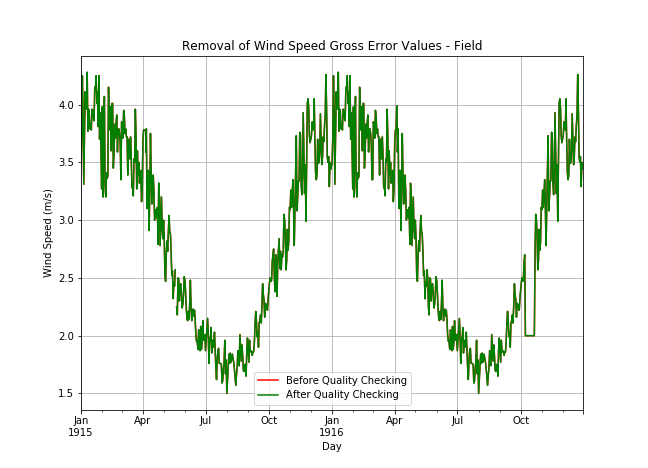 Removal of Wind Speed Gross Error Values - Field
Wind Speed (m/s)
4.0
3.5
3.0
2.5
2.0
1.5
Before Quality Checking
After Quality Checking
Jan Apr Jul Oct Jan Apr Jul Oct
1915 1916
Day